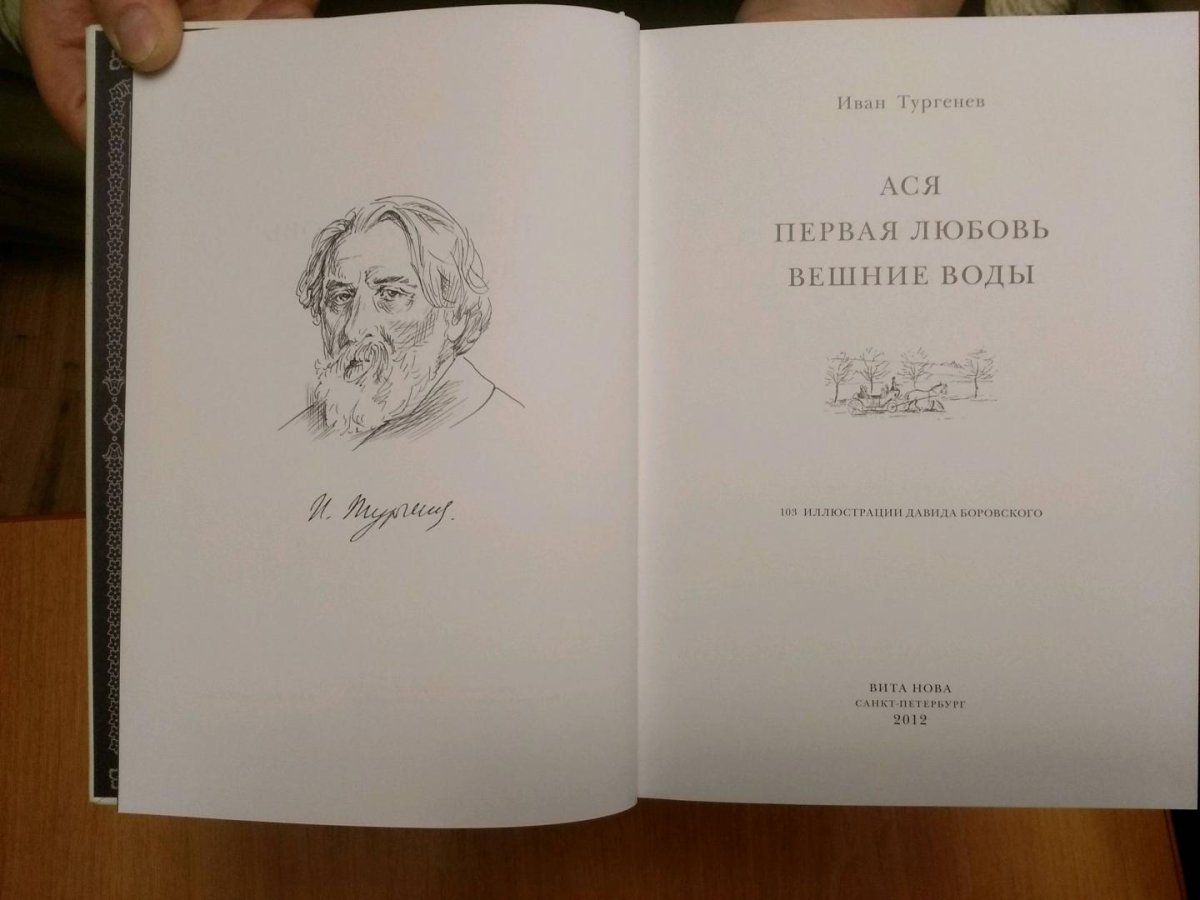 И. Тургенев.
Иван Тургенев
АСЯ
ПЕРВАЯ ЛЮБОВЬ
ВЕШНИЕ ВОДЫ
103 ИЛЛЮСТРАЦИИ ДАВИДА БОРОВСКОГО
ВИТА НОВА
САНКТ-ПЕТЕРБУРГ
2012